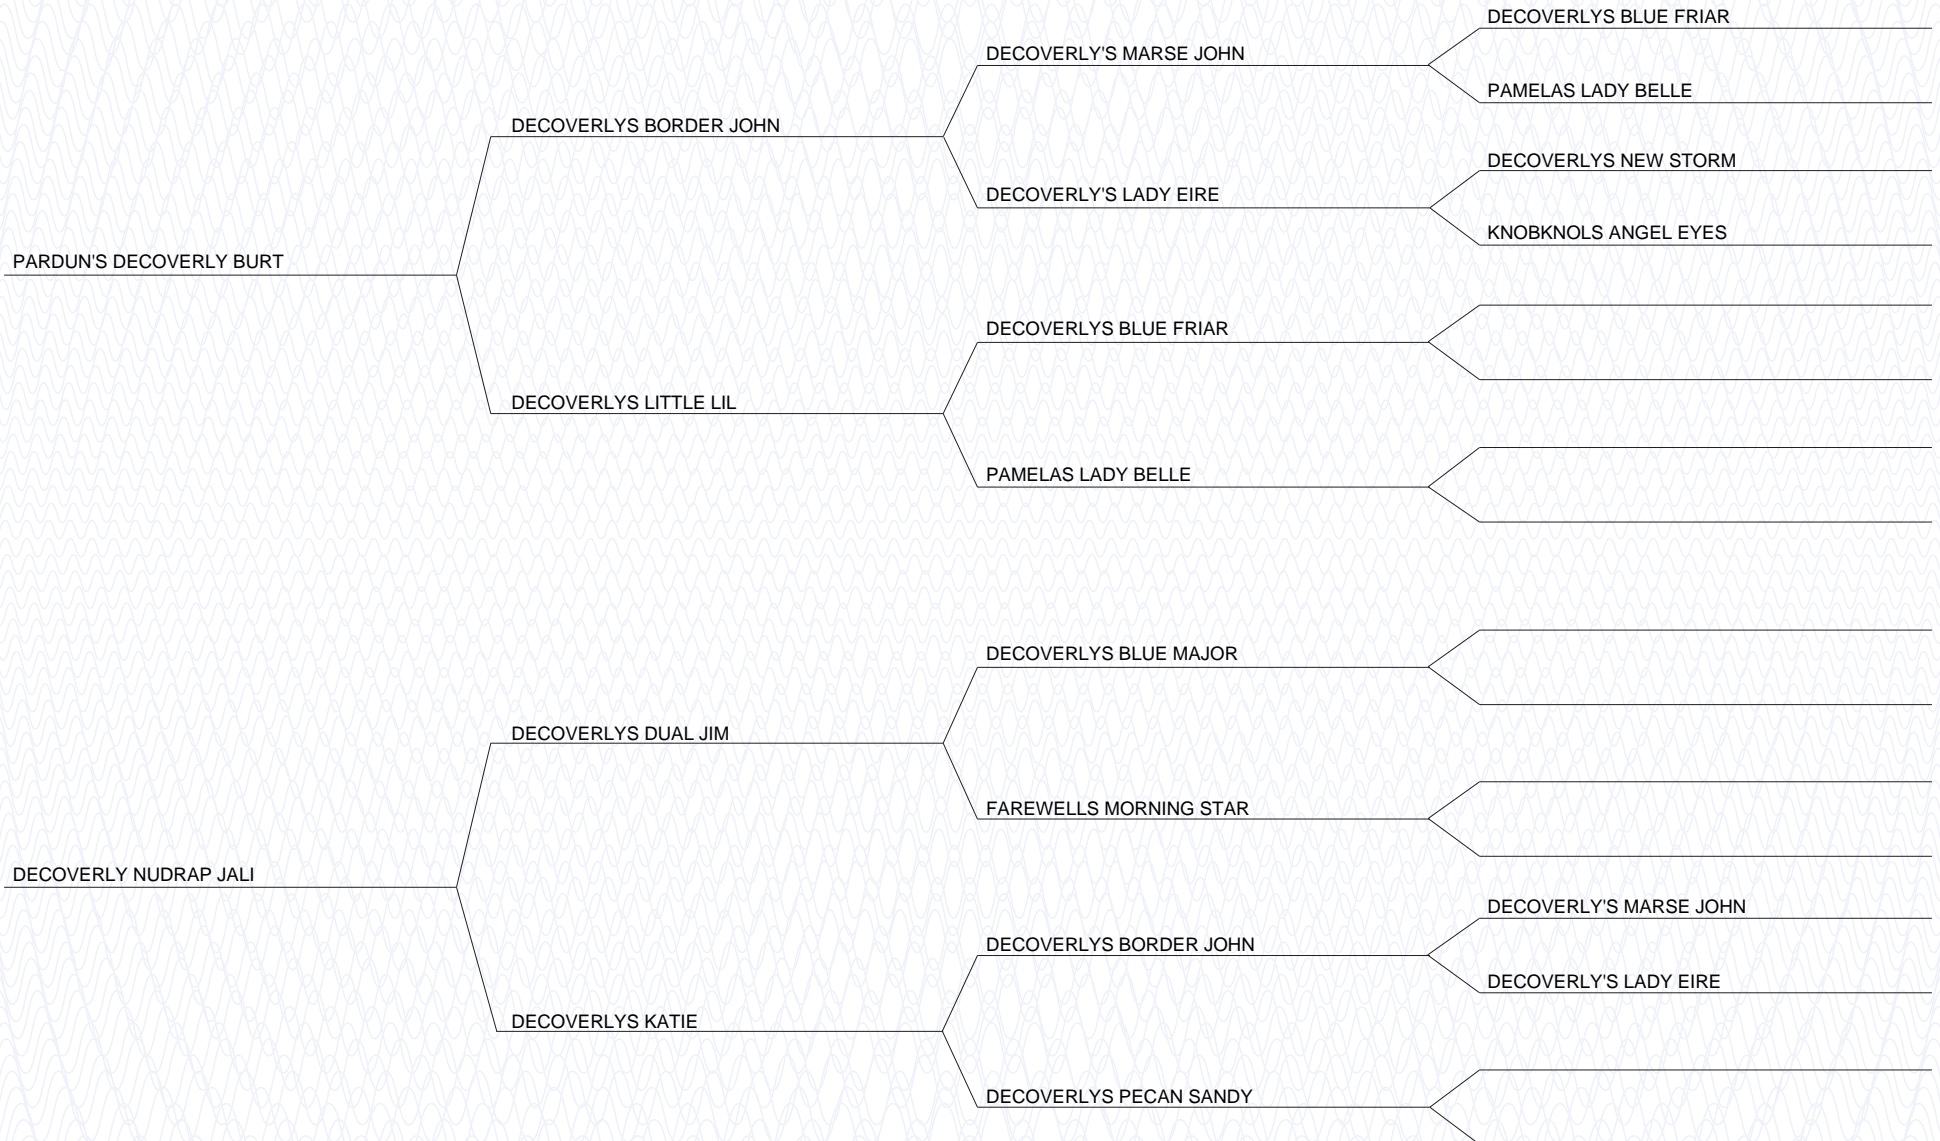 DECOVERLYS BLUE FRIAR
DECOVERLY'S MARSE JOHN
PAMELAS LADY BELLE
DECOVERLYS BORDER JOHN
DECOVERLYS NEW STORM
DECOVERLY'S LADY EIRE
KNOBKNOLS ANGEL EYES
PARDUN'S DECOVERLY BURT
DECOVERLYS BLUE FRIAR
DECOVERLYS LITTLE LIL
PAMELAS LADY BELLE
DECOVERLYS BLUE MAJOR
DECOVERLYS DUAL JIM
FAREWELLS MORNING STAR
DECOVERLY NUDRAP JALI
DECOVERLY'S MARSE JOHN
DECOVERLYS BORDER JOHN
DECOVERLY'S LADY EIRE
DECOVERLYS KATIE
DECOVERLYS PECAN SANDY